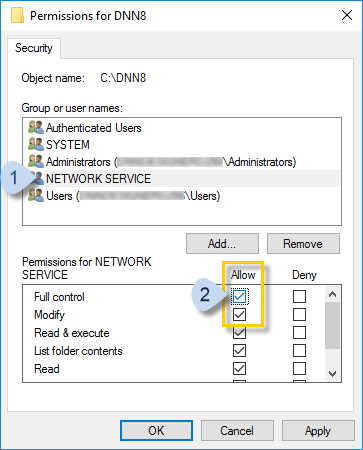 Permissions for DNN8
Security
Object name: C:\DNN8
Group or user names:
Authenticated Users
SYSTEM
Administrators ( \Administrators)
1 NETWORK SERVICE
Users ( \Users)
Add... Remove
Permissions for NETWORK
SERVICE Allow Deny
2
Full control
Modify
Read & execute
List folder contents
Read
OK Cancel Apply